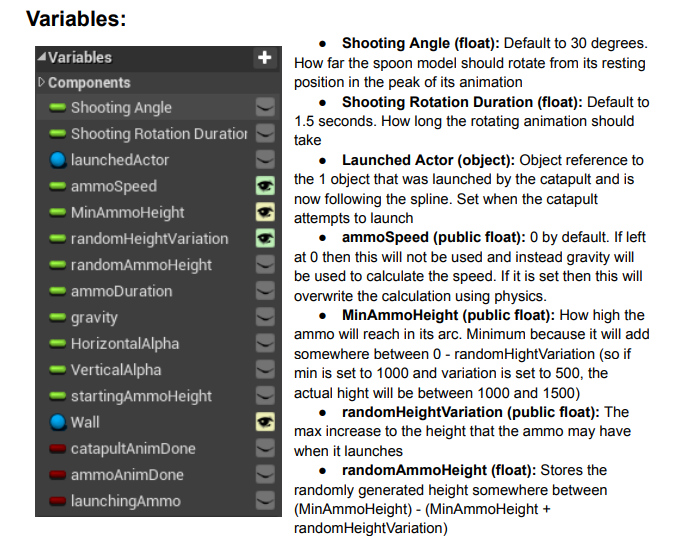 Variables:
Variables
Components
Shooting Angle
Shooting Rotation Duration
launchedActor
ammoSpeed
MinAmmoHeight
randomHeightVariation
randomAmmoHeight
ammoDuration
gravity
HorizontalAlpha
VerticalAlpha
startingAmmoHeight
Wall
catapultAnimDone
ammoAnimDone
launchingAmmo
● Shooting Angle (float): Default to 30 degrees.
How far the spoon model should rotate from its resting
position in the peak of its animation
● Shooting Rotation Duration (float): Default to
1.5 seconds. How long the rotating animation should
take
● Launched Actor (object): Object reference to
the 1 object that was launched by the catapult and is
now following the spline. Set when the catapult
attempts to launch
● ammoSpeed (public float): 0 by default. If left
at 0 then this will not be used and instead gravity will
be used to calculate the speed. If it is set then this will
overwrite the calculation using physics.
● MinAmmoHeight (public float): How high the
ammo will reach in its arc. Minimum because it will add
somewhere between 0 - randomHightVariation (so if
min is set to 1000 and variation is set to 500, the
actual hight will be between 1000 and 1500)
● randomHeightVariation (public float): The
max increase to the height that the ammo may have
when it launches
● randomAmmoHeight (float): Stores the
randomly generated height somewhere between
(MinAmmoHeight) - (MinAmmoHeight +
randomHeightVariation)